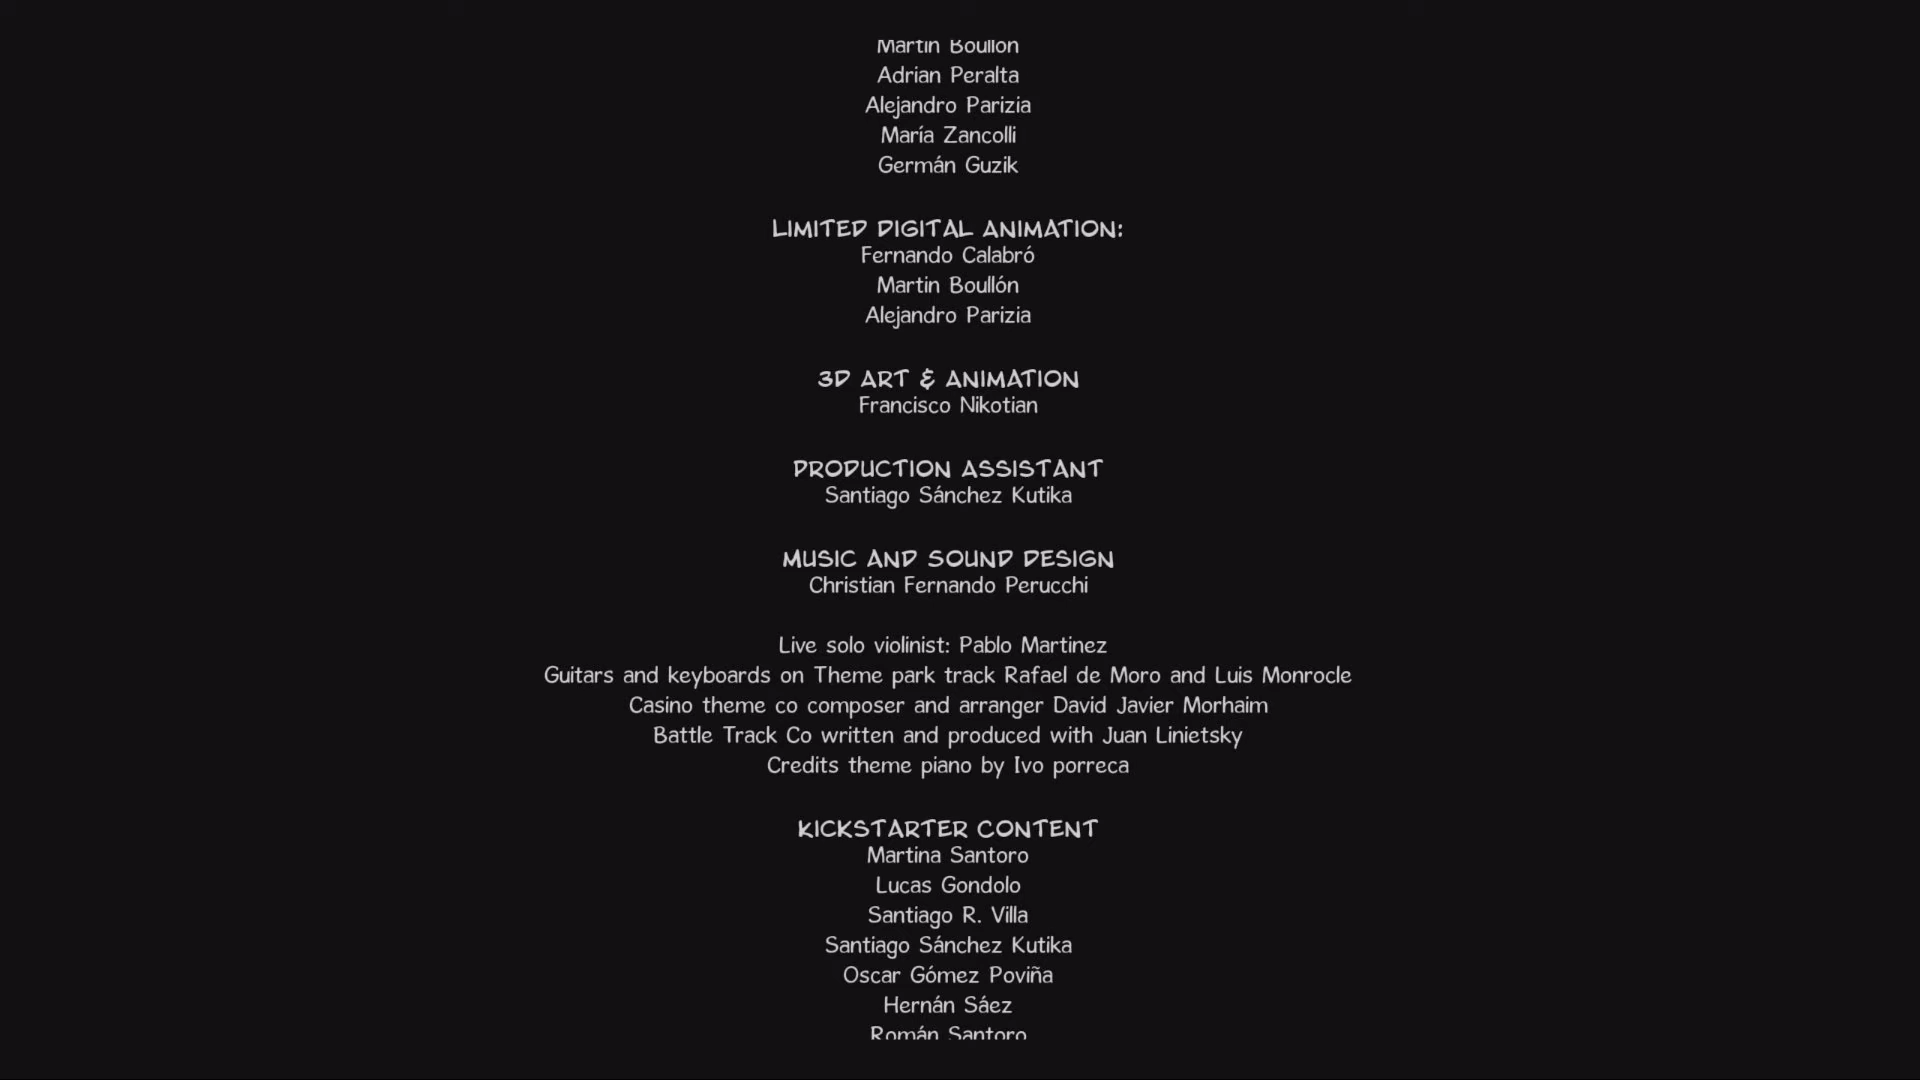 Martin Boullón
Adrian Peralta
Alejandro Parizia
María Zancolli
Germán Guzik
LIMITED DIGITAL ANIMATION:
Fernando Calabró
Martin Boullón
Alejandro Parizia
3D ART & ANIMATION
Francisco Nikotian
PRODUCTION ASSISTANT
Santiago Sánchez Kutika
MUSIC AND SOUND DESIGN
Christian Fernando Perucchi
Live solo violinist: Pablo Martinez
Guitars and keyboards on Theme park track Rafael de Moro and Luis Monrocle
Casino theme co composer and arranger David Javier Morhaim
Battle Track Co written and produced with Juan Linietsky
Credits theme piano by Ivo porreca
KICKSTARTER CONTENT
Martina Santoro
Lucas Gondolo
Santiago R. Villa
Santiago Sánchez Kutika
Oscar Gómez Poviña
Hernán Sáez
Román Santoro